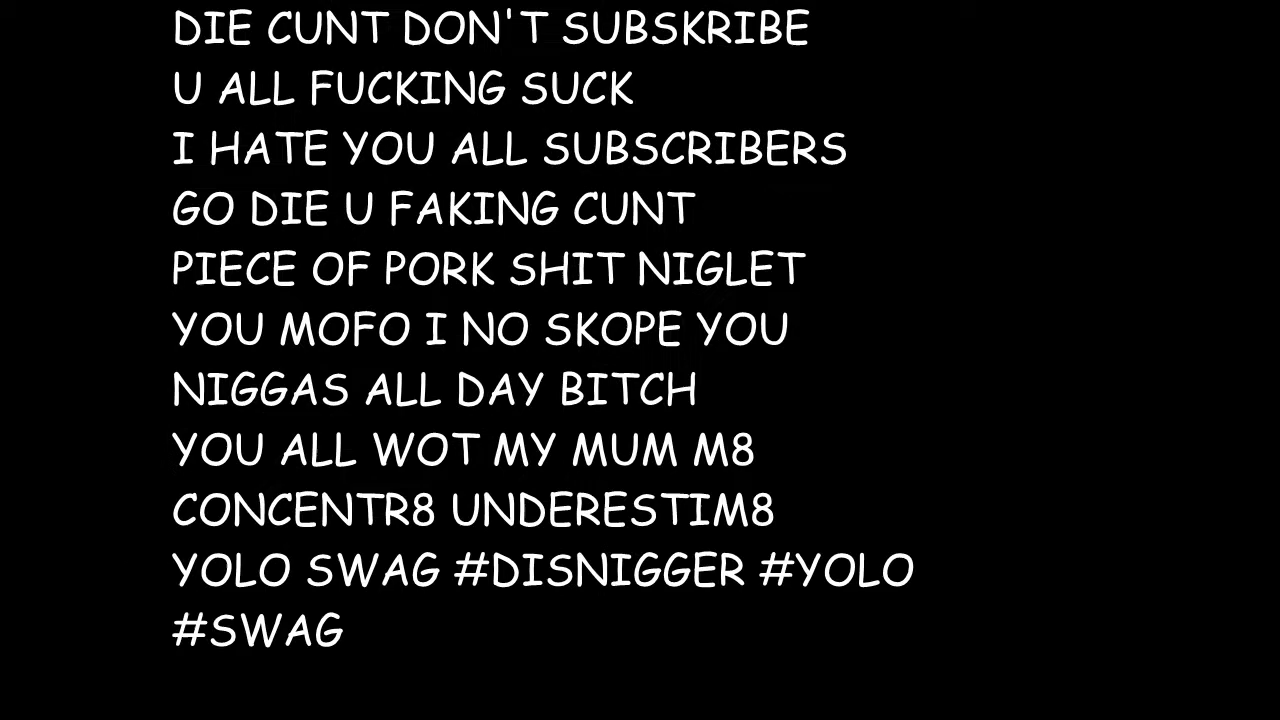 DIE CUNT DON'T SUBSKRIBE
U ALL FUCKING SUCK
I HATE YOU ALL SUBSCRIBERS
GO DIE U FAKING CUNT
PIECE OF PORK SHIT NIGLET
YOU MOFO I NO SKOPE YOU
NIGGAS ALL DAY BITCH
YOU ALL WOT MY MUM M8
CONCENTR8 UNDERESTIM8
YOLO SWAG #DISNIGGER #YOLO
#SWAG